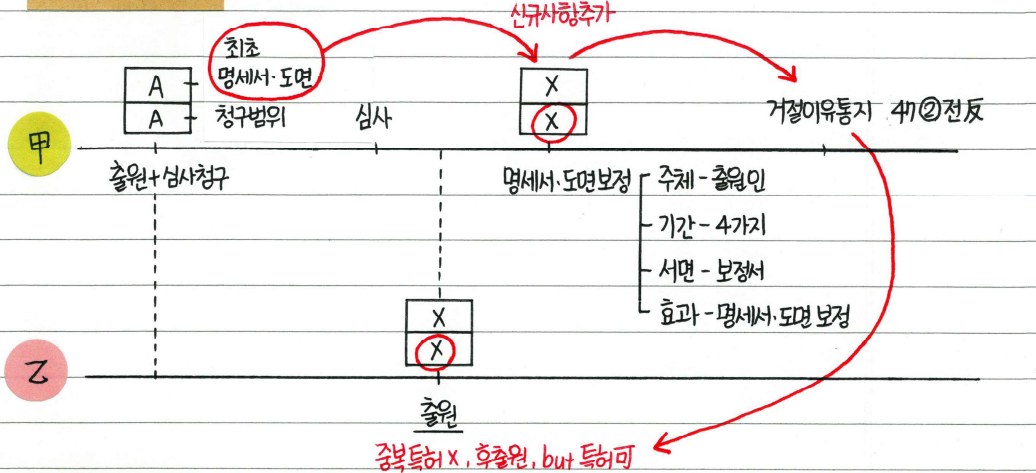 신규사항추가
최초
명세서·도면
A
A
청구범위
심사
X
X
거절이유통지 47②전反
甲
출원+심사청구
명세서·도면보정
주체-출원인
기간-4가지
서면-보정서
효과-명세서·도면 보정
X
X
乙
출원
중복특허X, 후출원, but 특허可